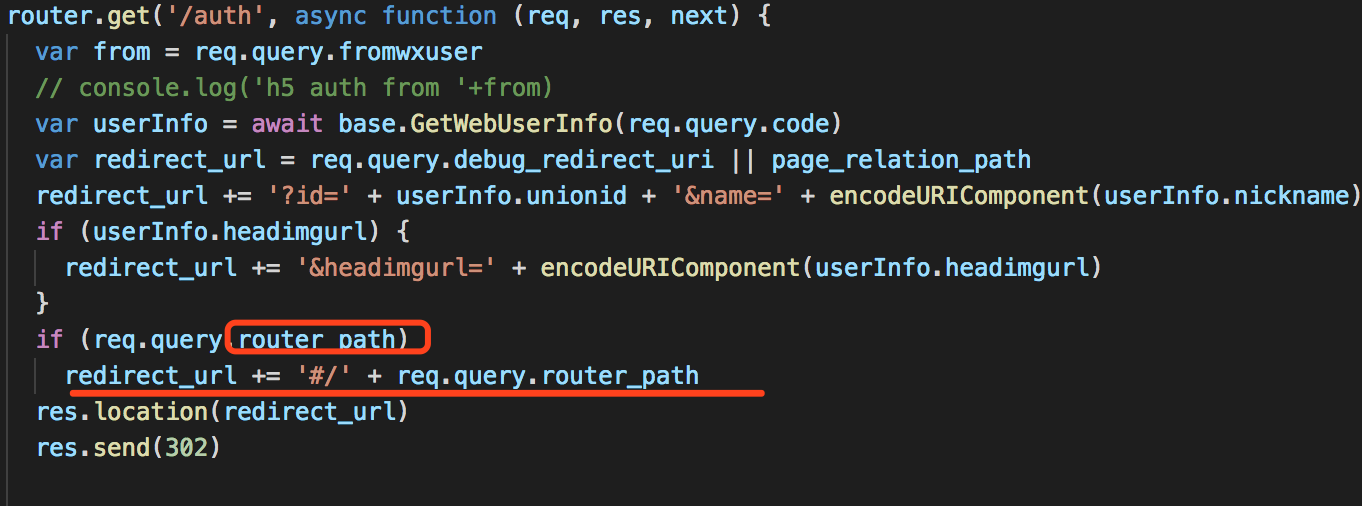 router.get('/auth', async function (req, res, next) {
var from = req.query.fromwxuser
// console.log('h5 auth from '+from)
var userInfo = await base.GetWebUserInfo(req.query.code)
var redirect_url = req.query.debug_redirect_uri || page_relation_path
redirect_url += '?id=' + userInfo.unionid + '&name=' + encodeURIComponent(userInfo.nickname)
if (userInfo.headimgurl) {
redirect_url += '&headimgurl=' + encodeURIComponent(userInfo.headimgurl)
}
if (req.query.router_path)
redirect_url += '#/' + req.query.router_path
res.location(redirect_url)
res.send(302)